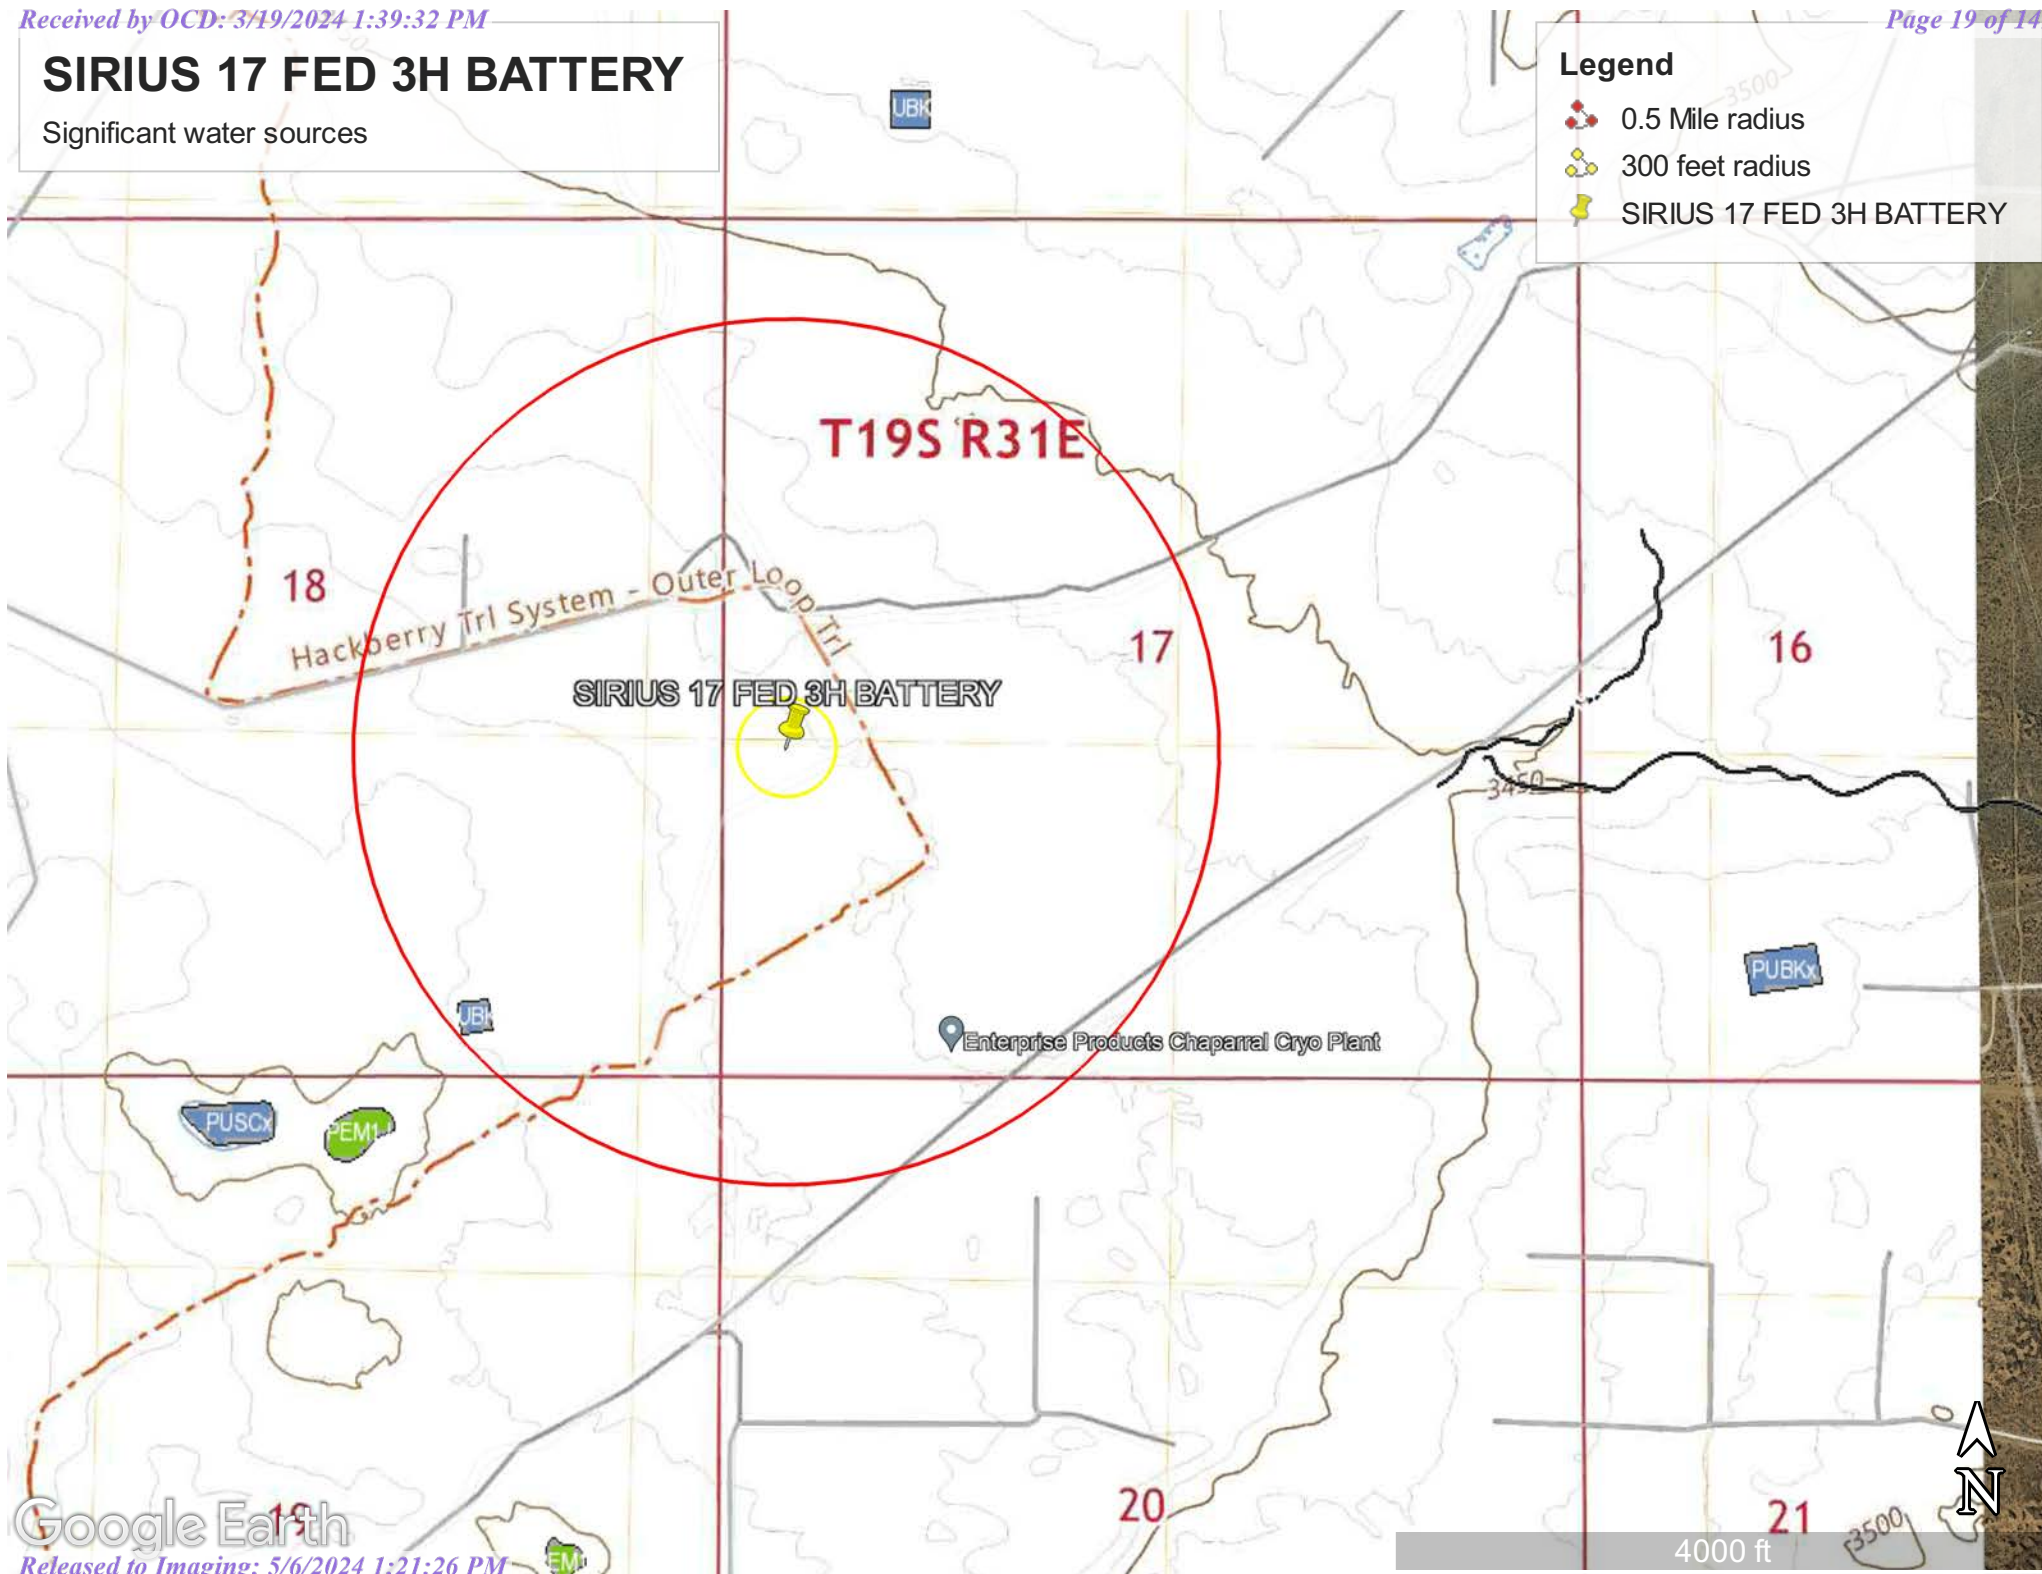 Received by OCD: 3/19/2024 1:39:32 PM
Page 19 of 14
SIRIUS 17 FED 3H BATTERY
Significant water sources
Legend
0.5 Mile radius
300 feet radius
SIRIUS 17 FED 3H BATTERY
3500
UBK
T19S R31E
18
Hackberry Trl System - Outer Loop Trl
17
16
SIRIUS 17 FED 3H BATTERY
3450
PUBKx
UBK
Enterprise Products Chaparral Cryo Plant
PUSCx
PEM1
19
20
21
3500
N
Google Earth
EM
4000 ft
Released to Imaging: 5/6/2024 1:21:26 PM